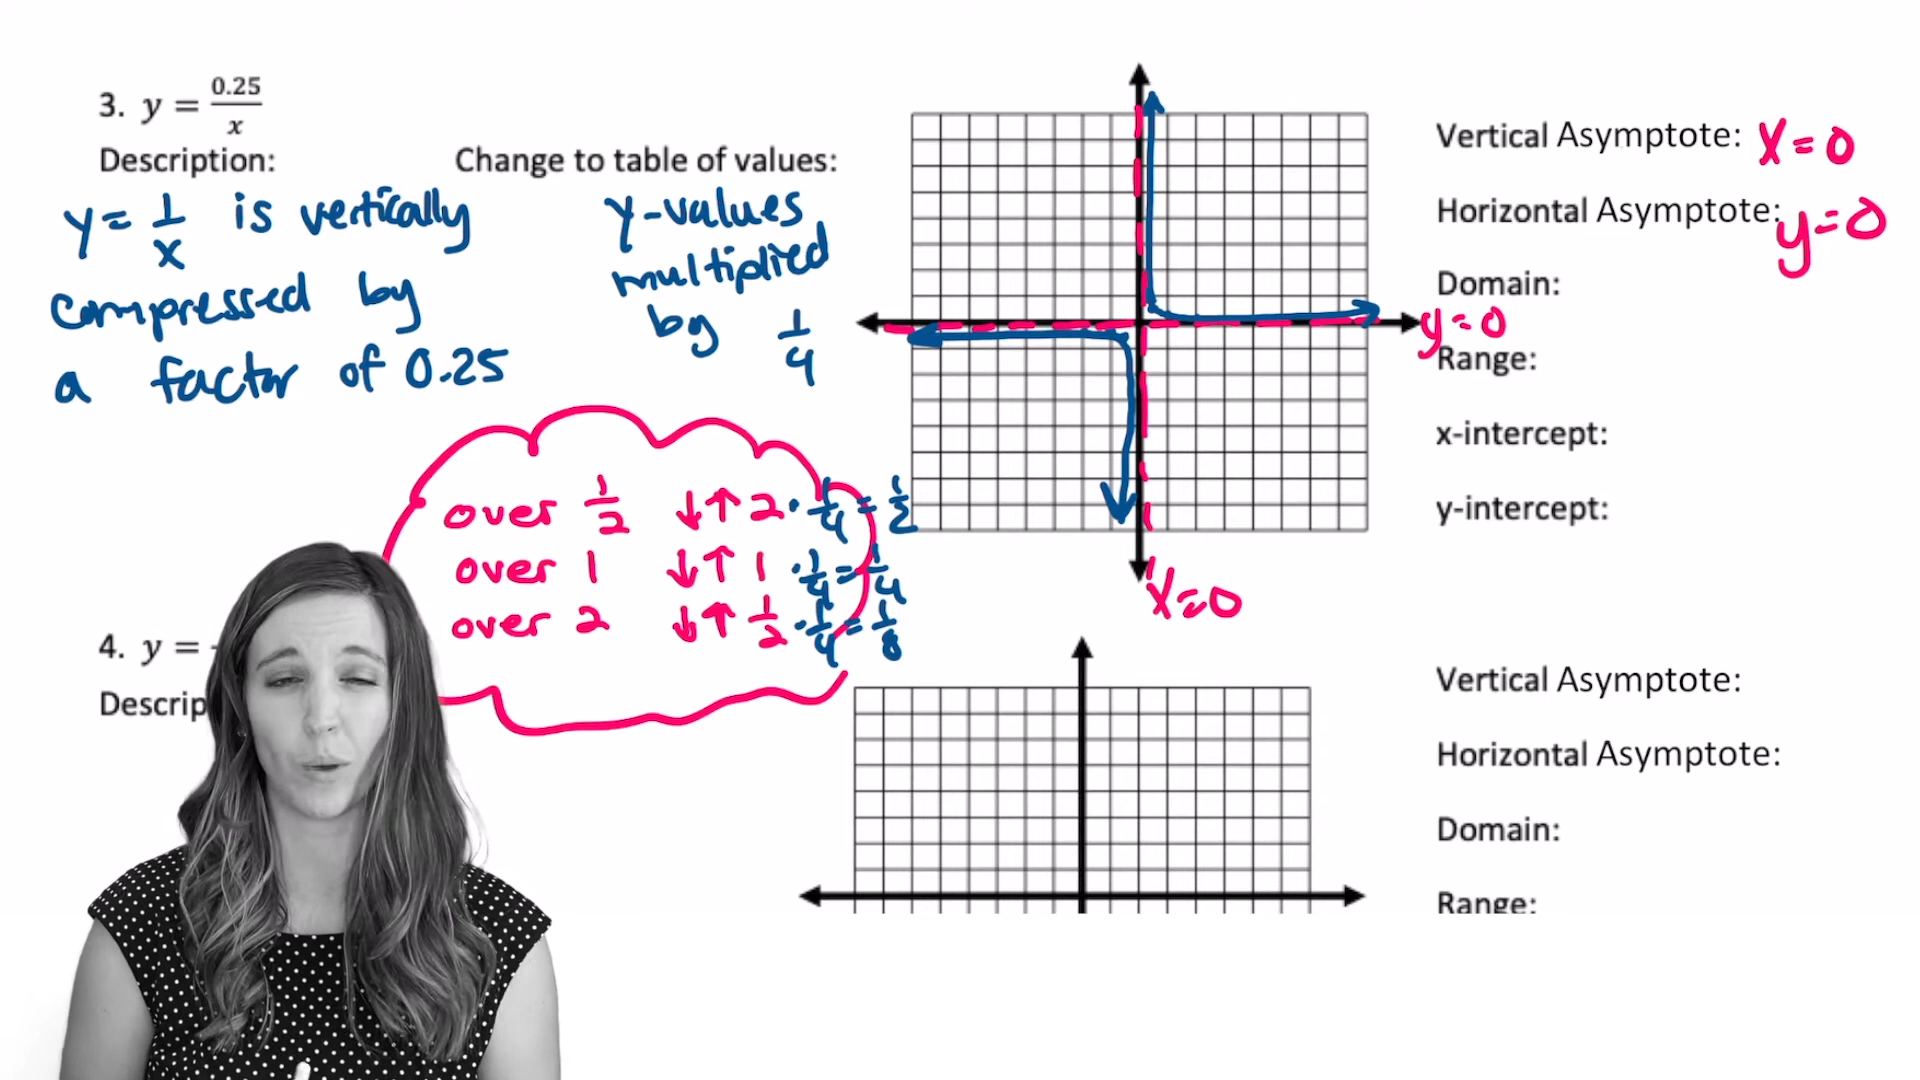 3. y = 0.25/x
Description:
Change to table of values:
y = 1/x is vertically
compressed by
a factor of 0.25
y-values
multiplied
by 1/4
over 1/2 ↓↑ 2 · 1/4 = 1/2
over 1 ↓↑ 1 · 1/4 = 1/4
over 2 ↓↑ 1/2 · 1/4 = 1/8
y=0
x=0
Vertical Asymptote: x=0
Horizontal Asymptote: y=0
Domain:
Range:
x-intercept:
y-intercept:
4. y =
Descrip
Vertical Asymptote:
Horizontal Asymptote:
Domain:
Range: